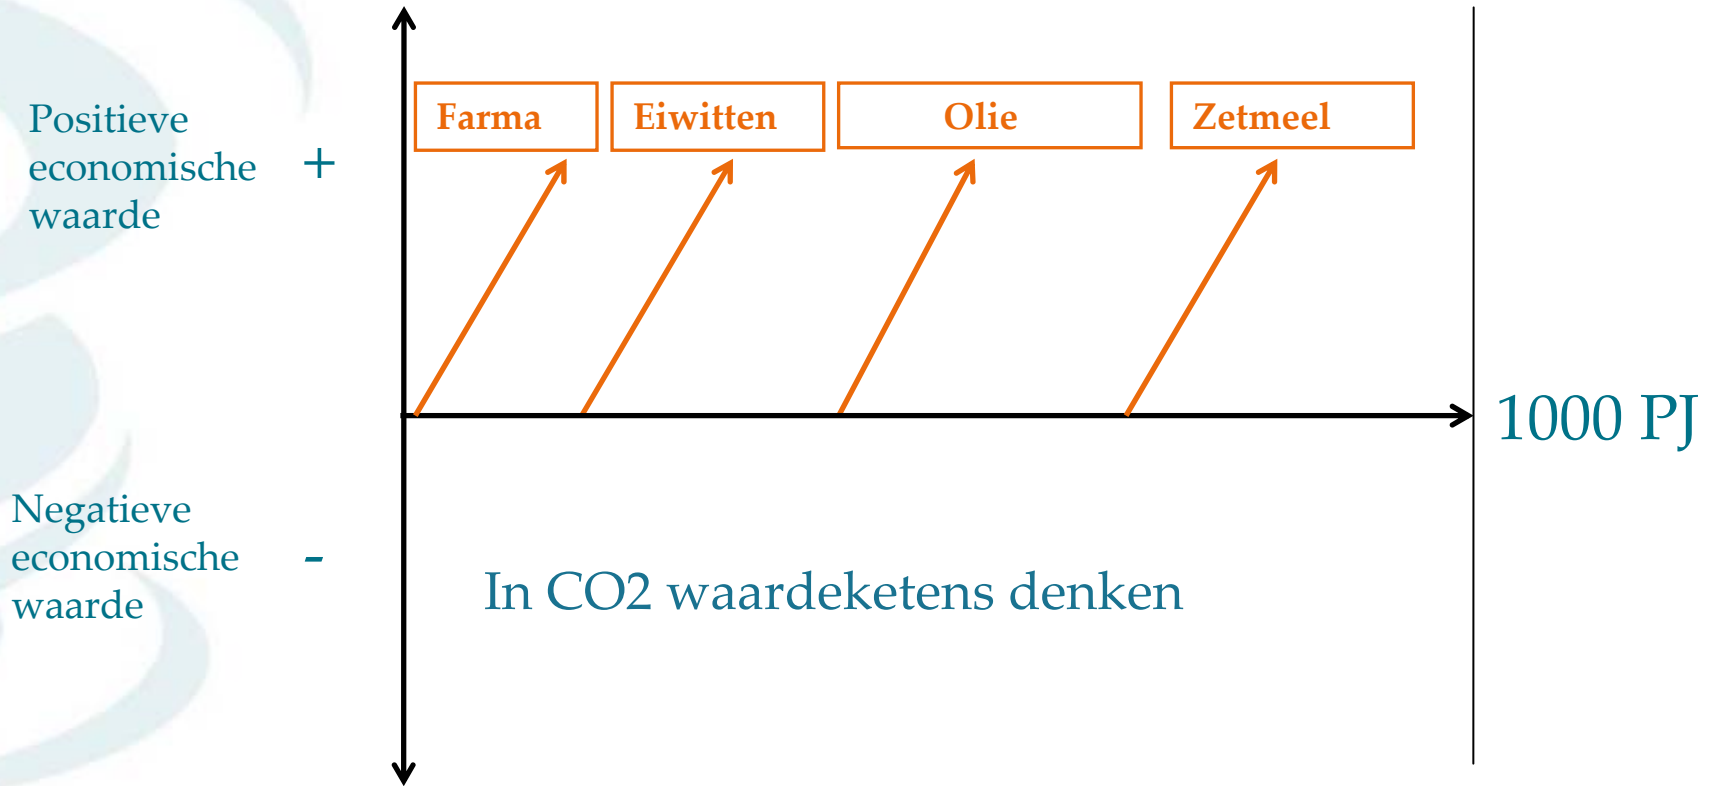 Farma
Eiwitten
Olie
Zetmeel
Positieve
economische +
waarde
1000 PJ
Negatieve
economische -
waarde
In CO2 waardeketens denken